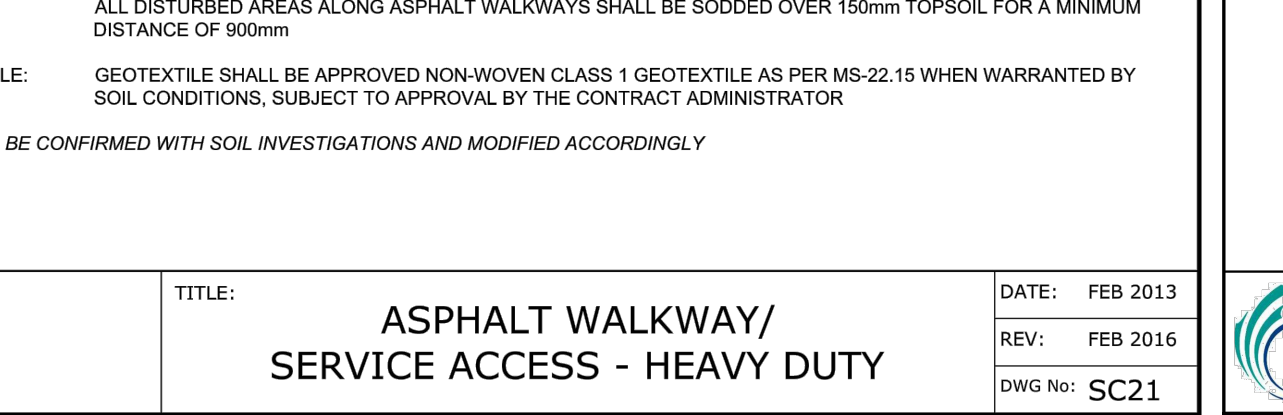 ALL DISTURBED AREAS ALONG ASPHALT WALKWAYS SHALL BE SODDED OVER 150mm TOPSOIL FOR A MINIMUM
DISTANCE OF 900mm
LE: GEOTEXTILE SHALL BE APPROVED NON-WOVEN CLASS 1 GEOTEXTILE AS PER MS-22.15 WHEN WARRANTED BY
SOIL CONDITIONS, SUBJECT TO APPROVAL BY THE CONTRACT ADMINISTRATOR
BE CONFIRMED WITH SOIL INVESTIGATIONS AND MODIFIED ACCORDINGLY
TITLE:
ASPHALT WALKWAY/
SERVICE ACCESS - HEAVY DUTY
DATE: FEB 2013
REV: FEB 2016
DWG No: SC21